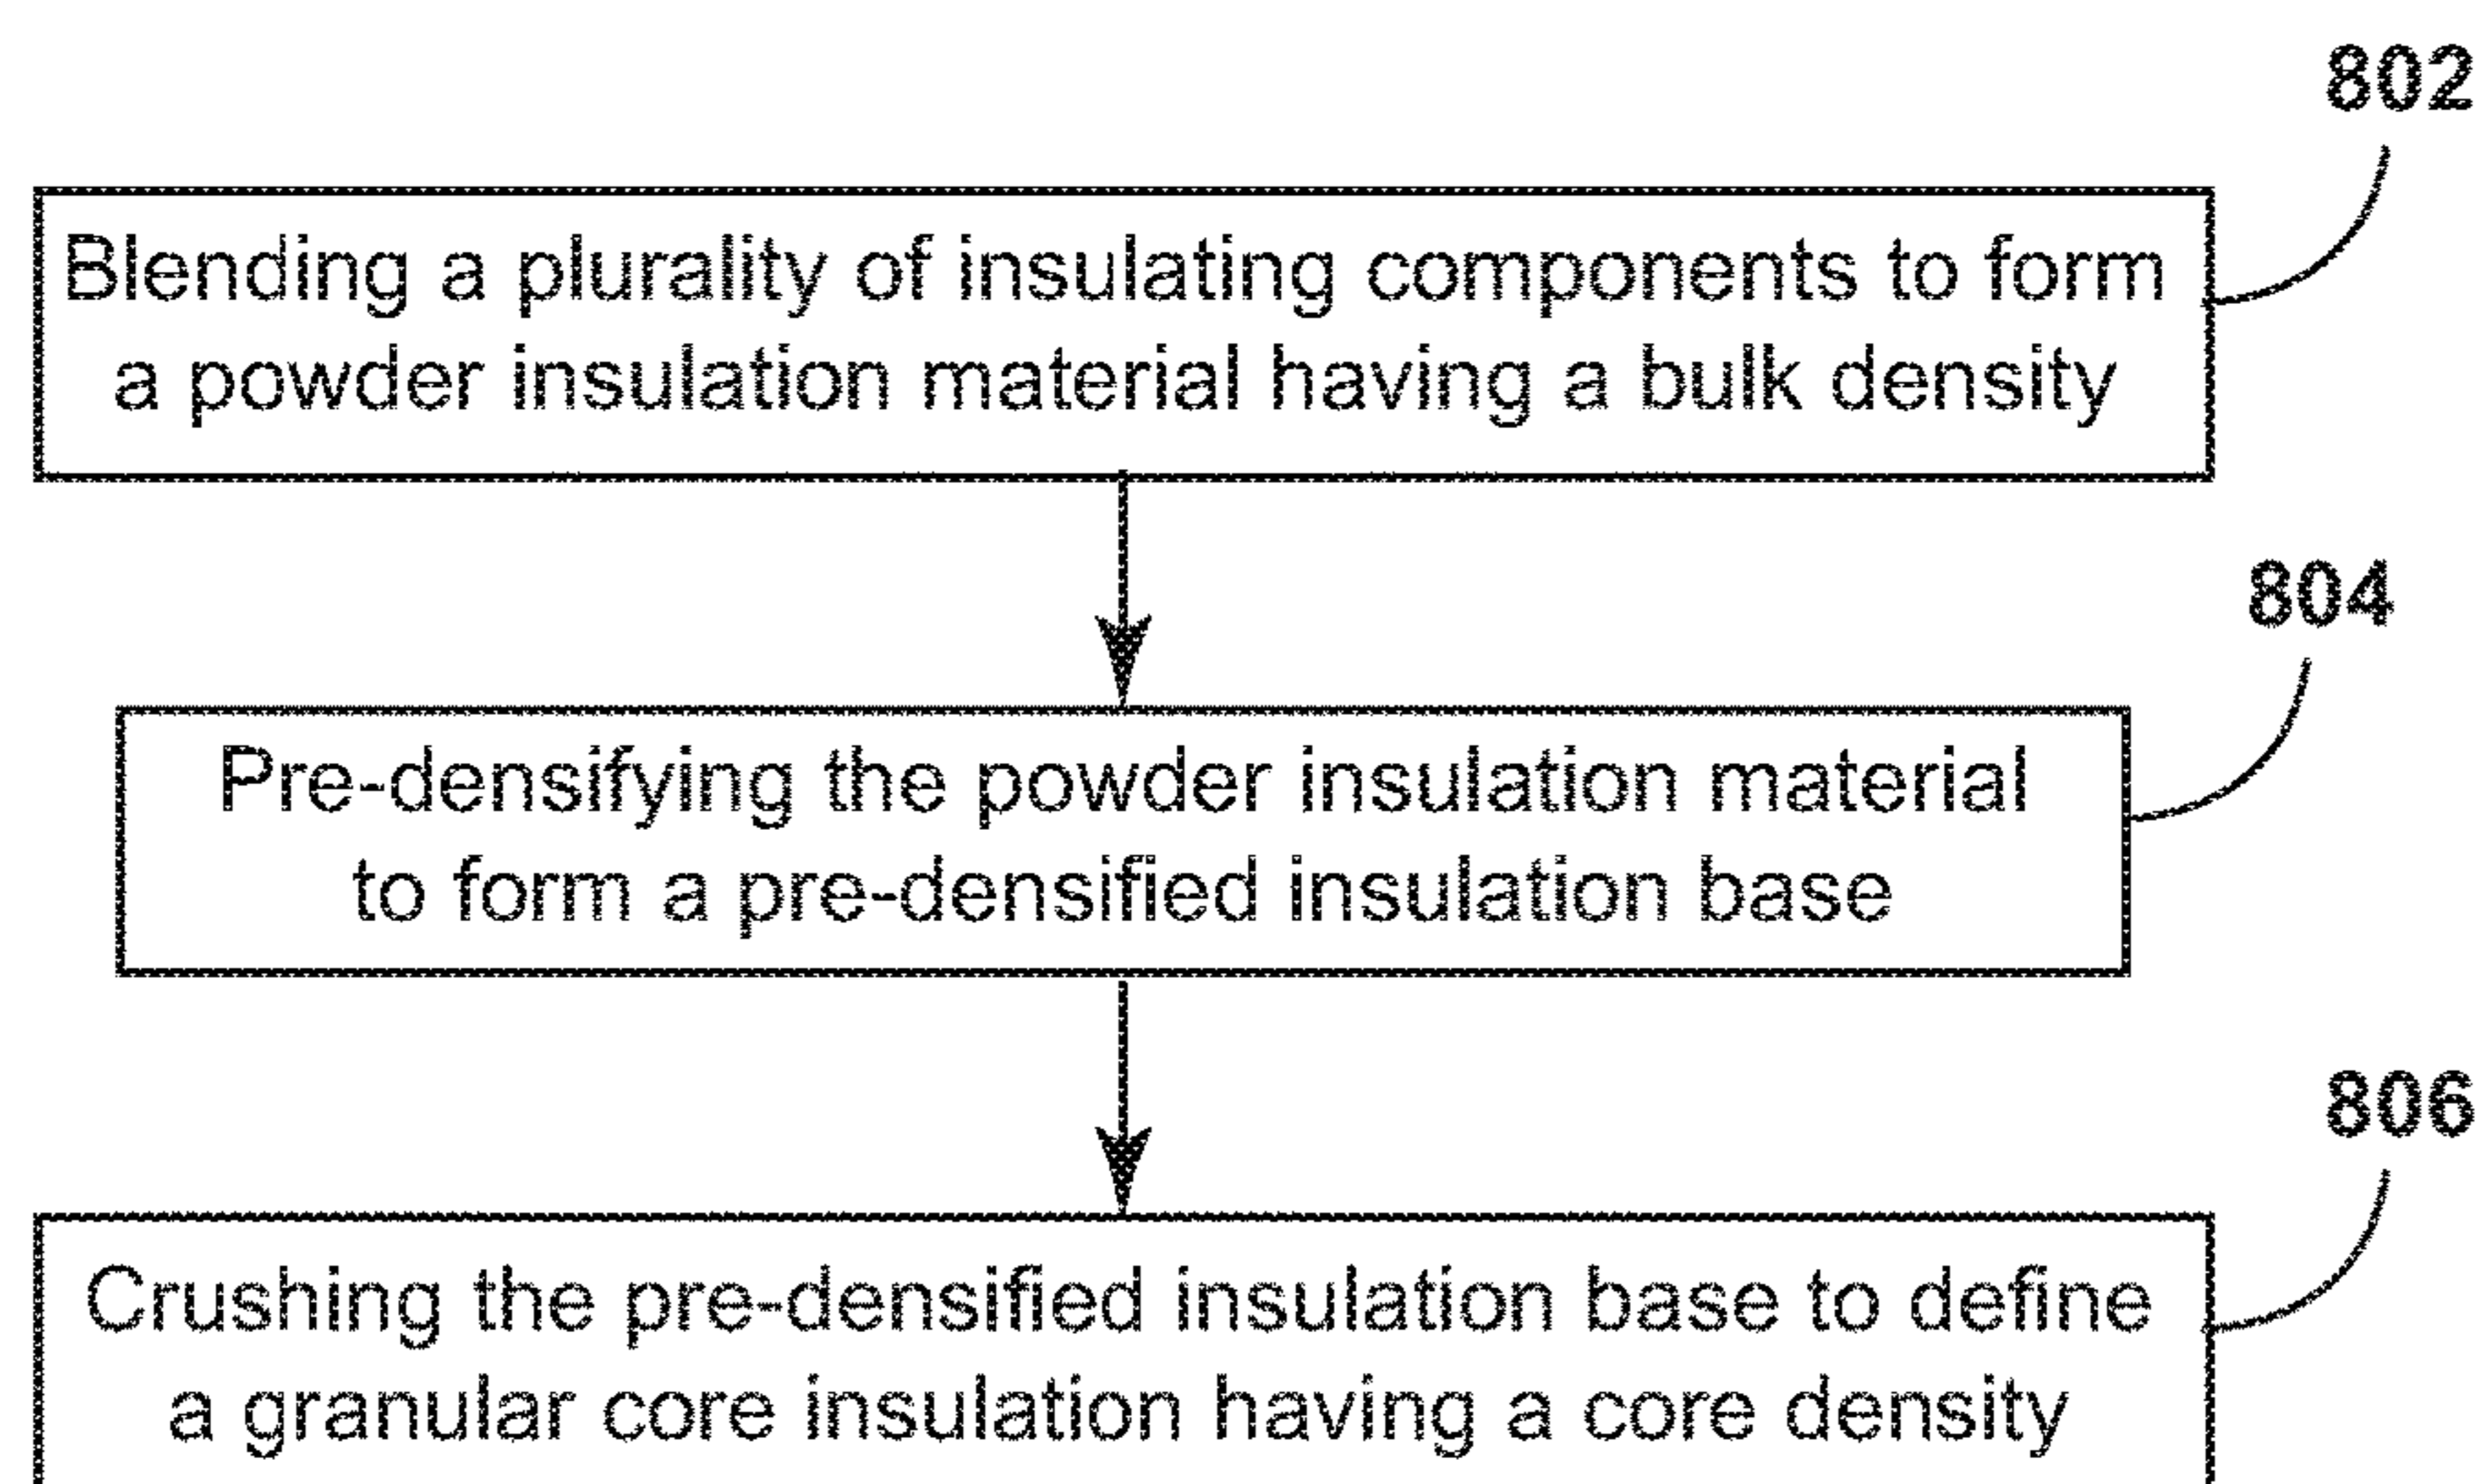 802
Blending a plurality of insulating components to form
a powder insulation material having a bulk density
804
Pre-densifying the powder insulation material
to form a pre-densified insulation base
806
Crushing the pre-densified insulation base to define
a granular core insulation having a core density